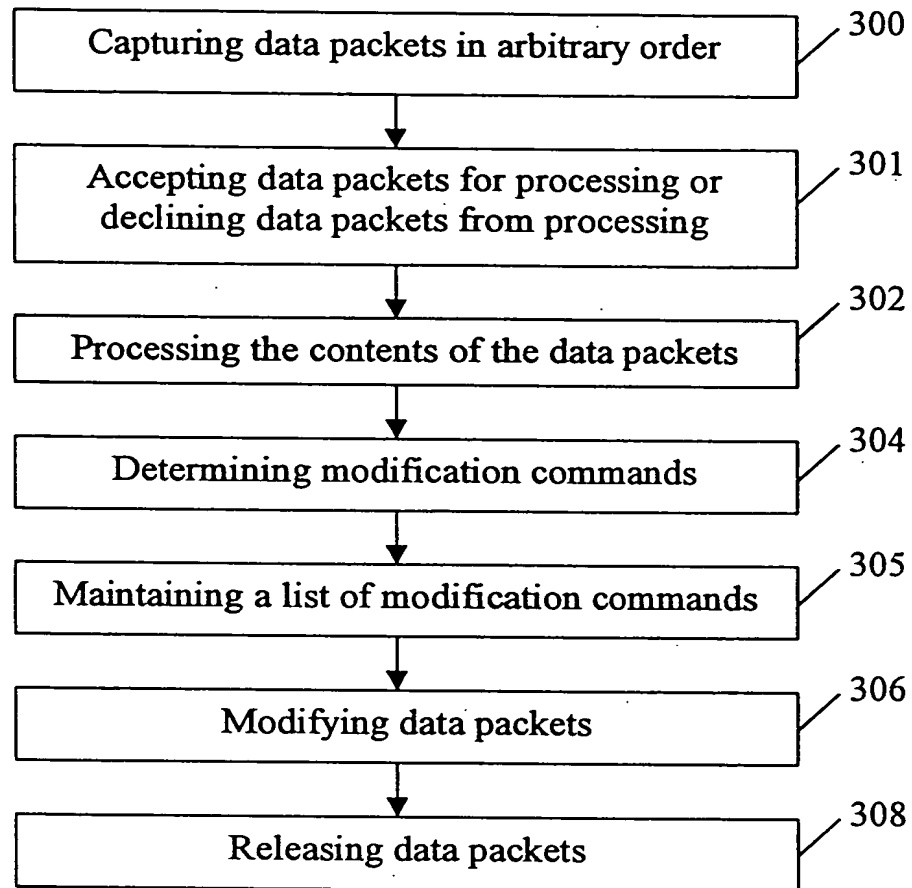 Capturing data packets in arbitrary order
300
Accepting data packets for processing or
declining data packets from processing
301
Processing the contents of the data packets
302
Determining modification commands
304
Maintaining a list of modification commands
305
Modifying data packets
306
Releasing data packets
308